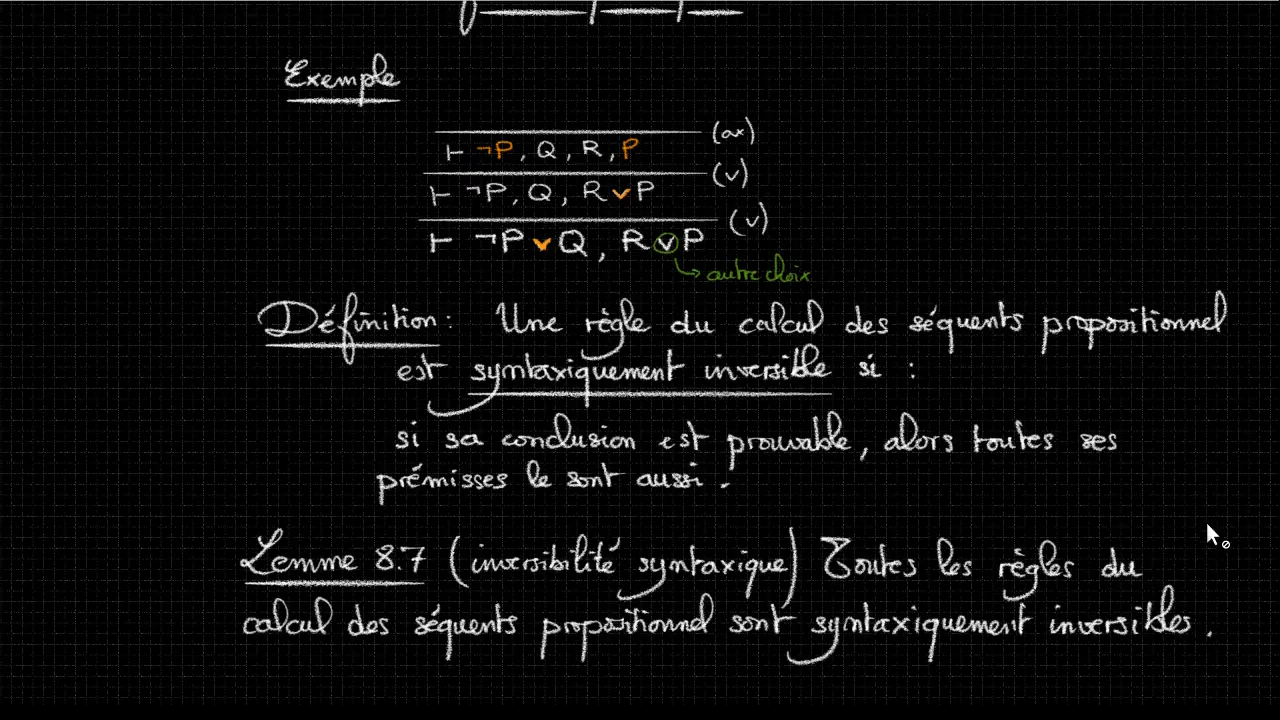 Exemple
(ax)
⊢ ¬P, Q, R, P
(∨)
⊢ ¬P, Q, R ∨ P
(∨)
⊢ ¬P ∨ Q, R ∨ P
autre choix
Définition : Une règle du calcul des séquents propositionnel
est syntaxiquement inversible si :
si sa conclusion est prouvable, alors toutes ses
prémisses le sont aussi.
Lemme 8.7 (inversibilité syntaxique) Toutes les règles du
calcul des séquents propositionnel sont syntaxiquement inversibles.